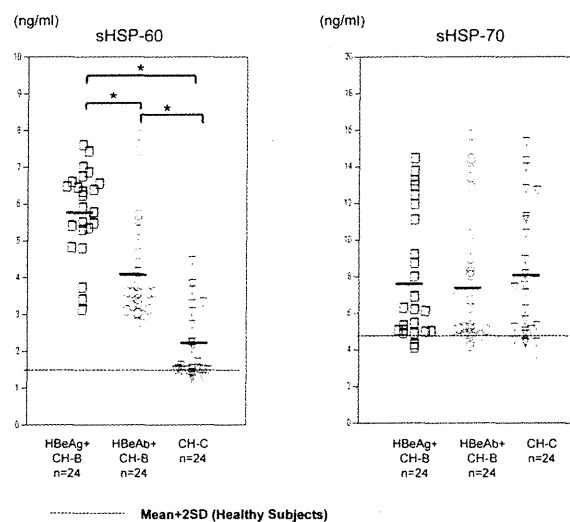 (ng/ml)
sHSP-60
10
9
8
7
6
5
4
3
2
1
0
*
*
*
HBeAg+
CH-B
n=24
HBeAb+
CH-B
n=24
CH-C
n=24
(ng/ml)
sHSP-70
20
18
16
14
12
10
8
6
4
2
0
HBeAg+
CH-B
n=24
HBeAb+
CH-B
n=24
CH-C
n=24
Mean+2SD (Healthy Subjects)